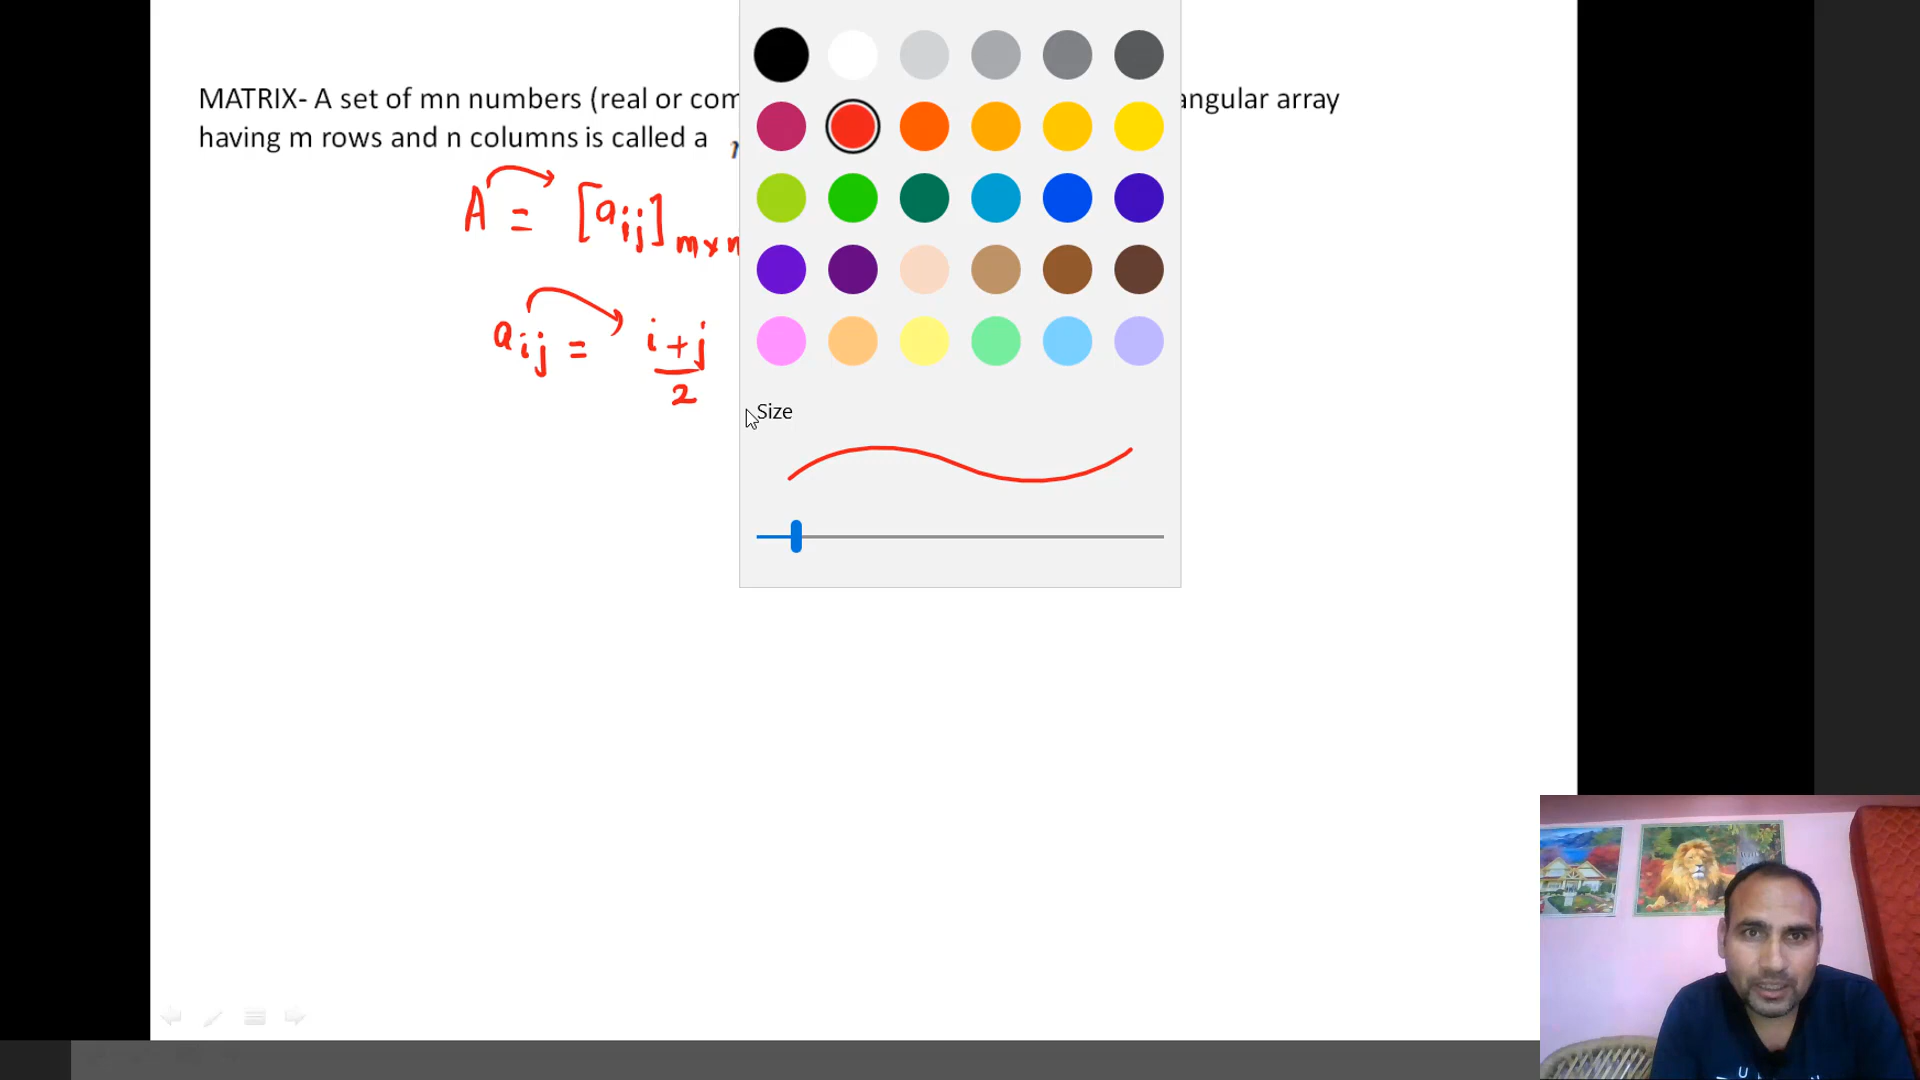 MATRIX- A set of mn numbers (real or com angular array
having m rows and n columns is called a
A = [aij] m×n
aij = i+j
2
Size